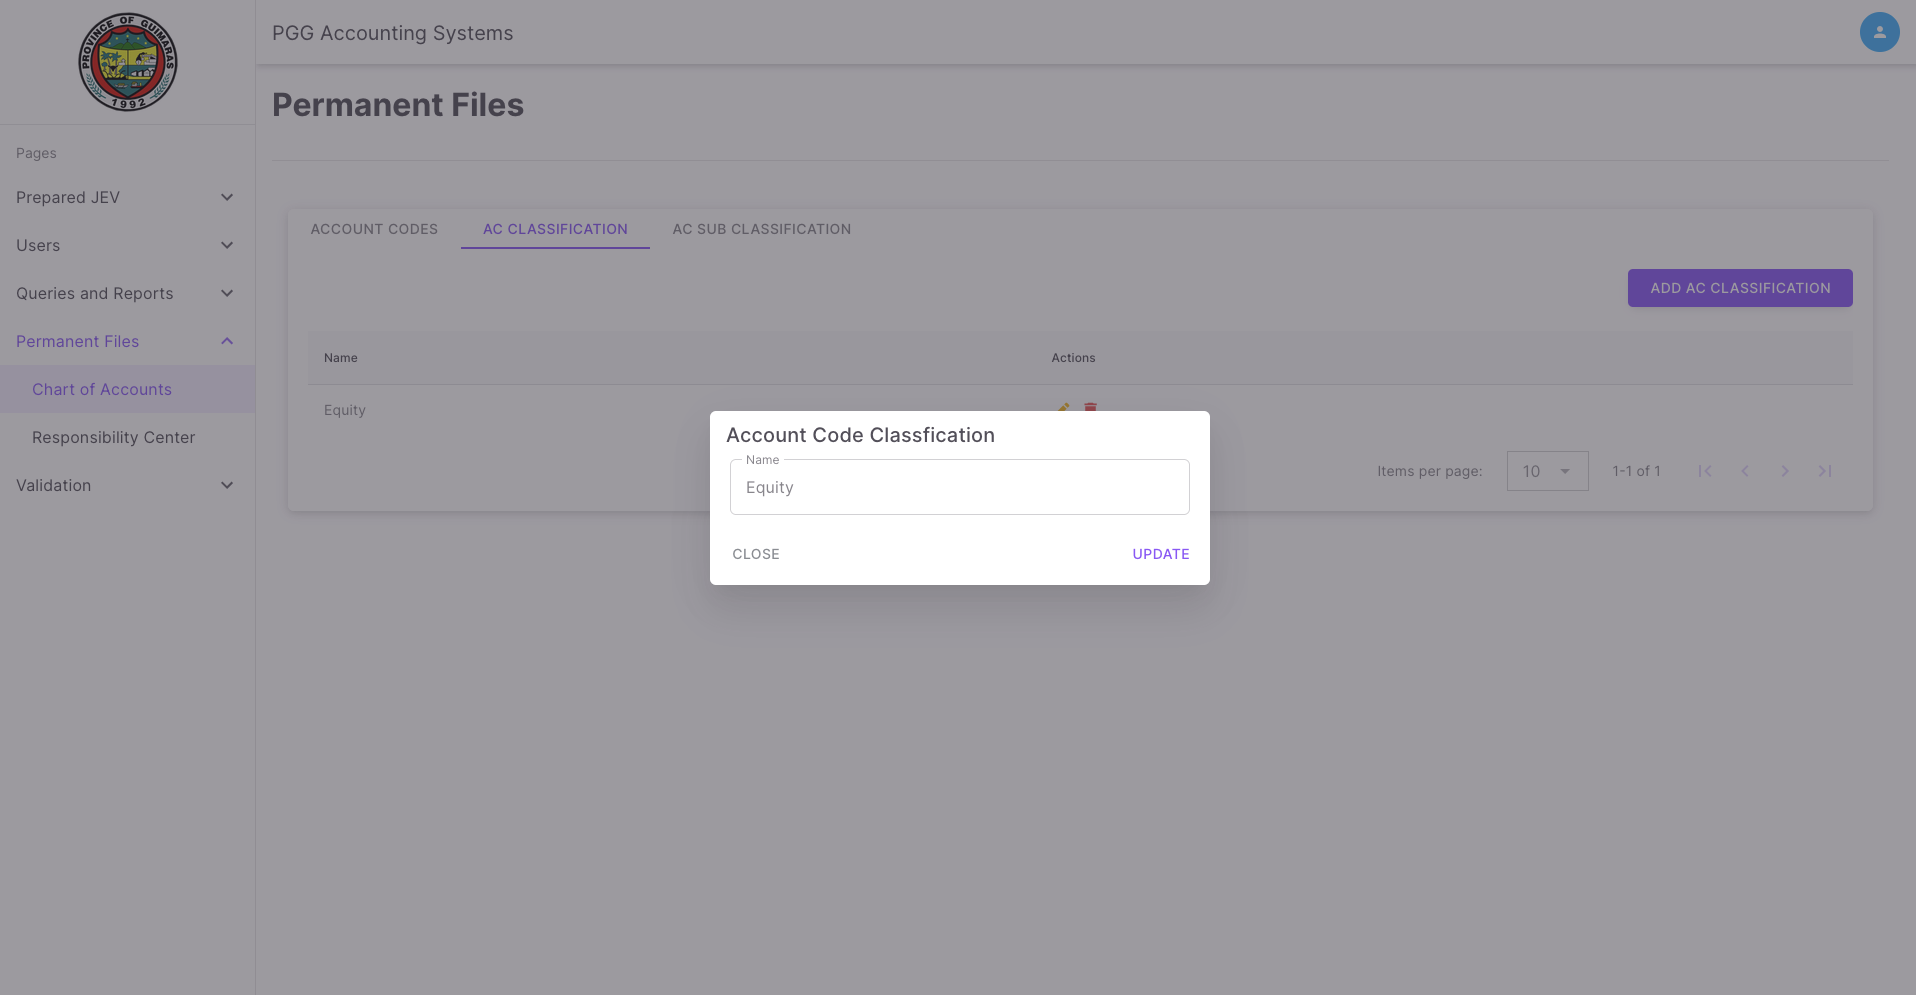 PROVINCE OF GUIMARAS
1992
PGG Accounting Systems
Permanent Files
Pages
Prepared JEV
Users
Queries and Reports
Permanent Files
Chart of Accounts
Responsibility Center
Validation
ACCOUNT CODES AC CLASSIFICATION AC SUB CLASSIFICATION
ADD AC CLASSIFICATION
Name Actions
Equity
Items per page: 10 1-1 of 1
Account Code Classfication
Name
Equity
CLOSE UPDATE